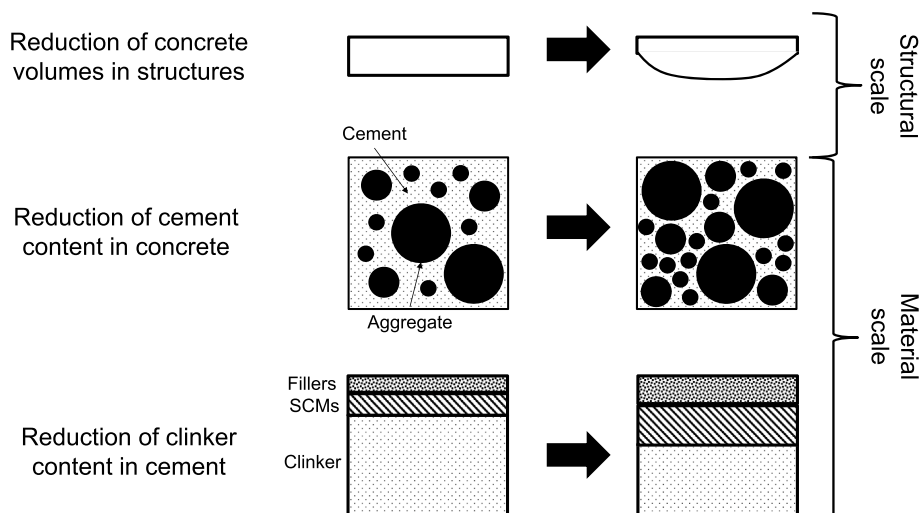 Reduction of concrete
volumes in structures
Structural
scale
Cement
Reduction of cement
content in concrete
Aggregate
Material
scale
Fillers
SCMs
Reduction of clinker
content in cement
Clinker